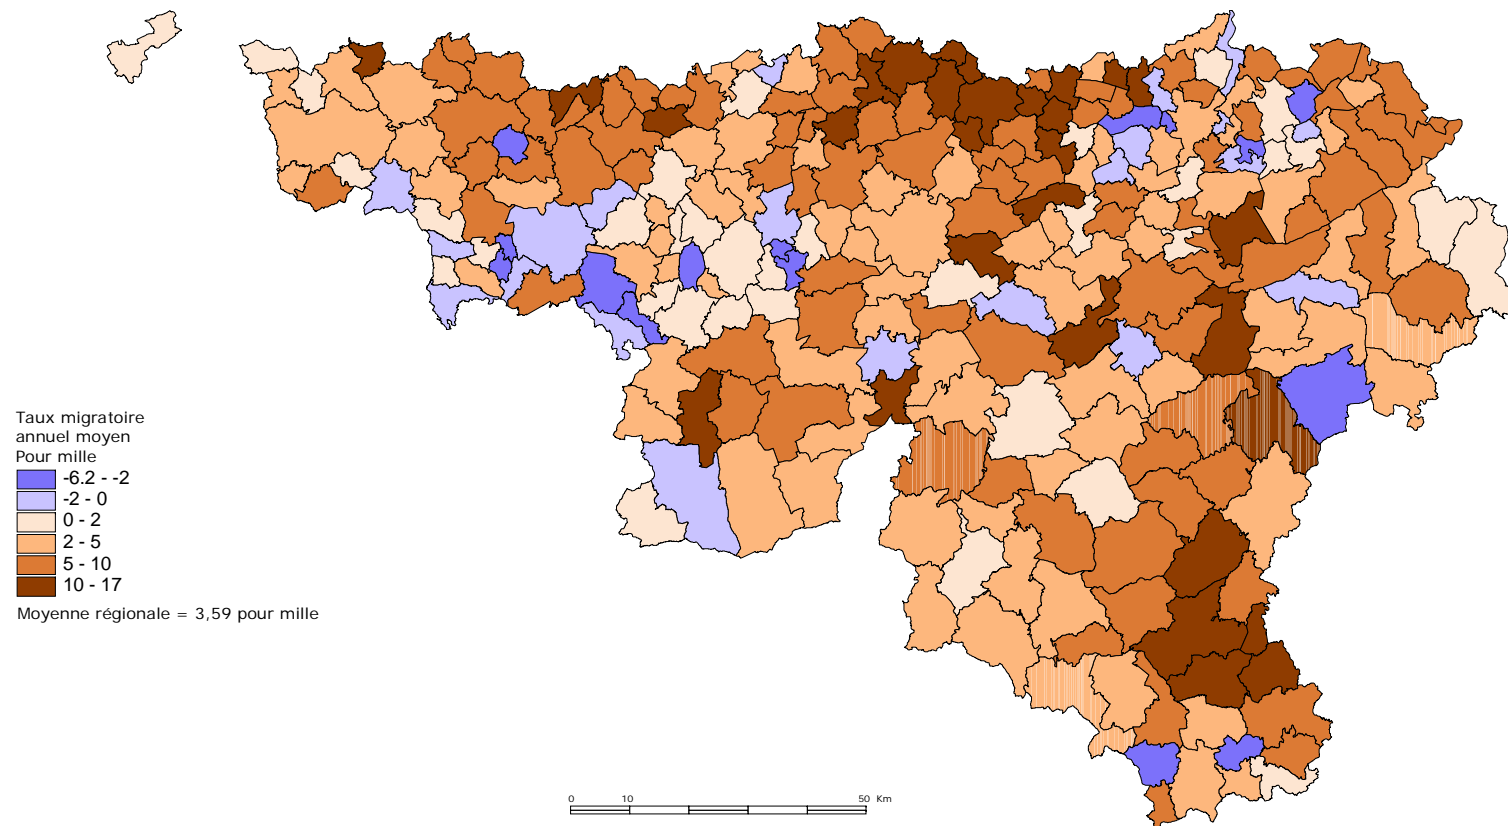 Taux migratoire
annuel moyen
Pour mille
-6.2 - -2
-2 - 0
0 - 2
2 - 5
5 - 10
10 - 17
Moyenne régionale = 3,59 pour mille
0 10 50 Km